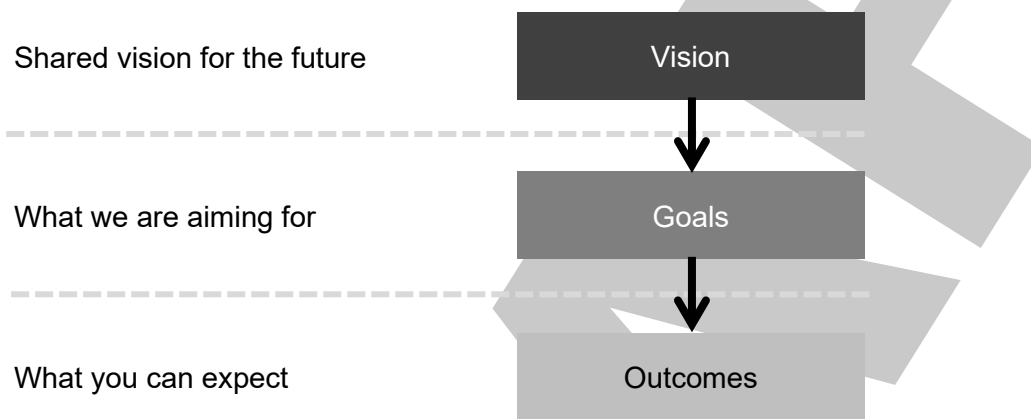 Shared vision for the future
Vision
What we are aiming for
Goals
What you can expect
Outcomes